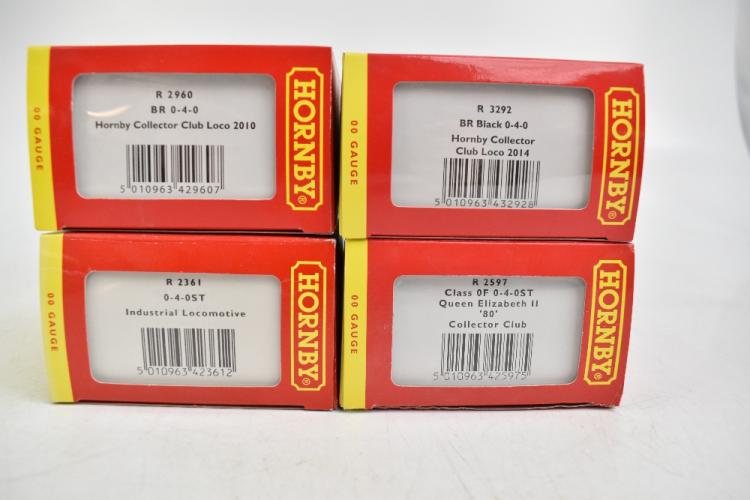 00 GAUGE
R 2960
BR 0-4-0
Hornby Collector Club Loco 2010
5 010963 429607
HORNBY®
00 GAUGE
R 3292
BR Black 0-4-0
Hornby Collector
Club Loco 2014
5 010963 432928
HORNBY®
00 GAUGE
R 2361
0-4-0ST
Industrial Locomotive
5 010963 423612
HORNBY®
00 GAUGE
R 2597
Class 0F 0-4-0ST
Queen Elizabeth II
'80'
Collector Club
5 010963 425975
HORNBY®